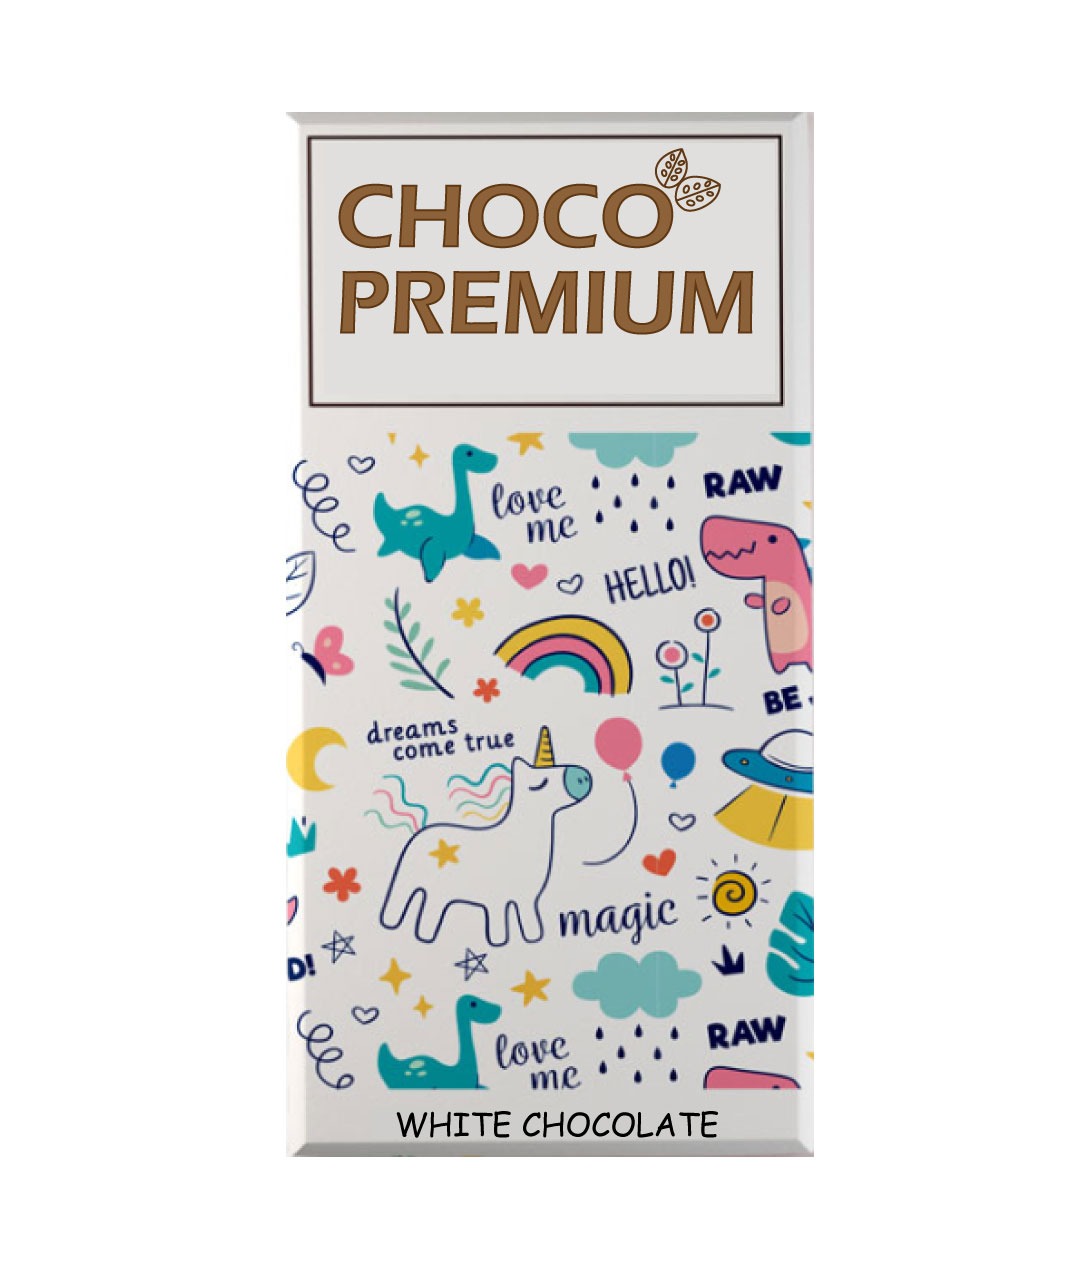 CHOCO
PREMIUM
RAW
love
me
HELLO!
BE
dreams
come true
magic
D!
RAW
love
me
WHITE CHOCOLATE